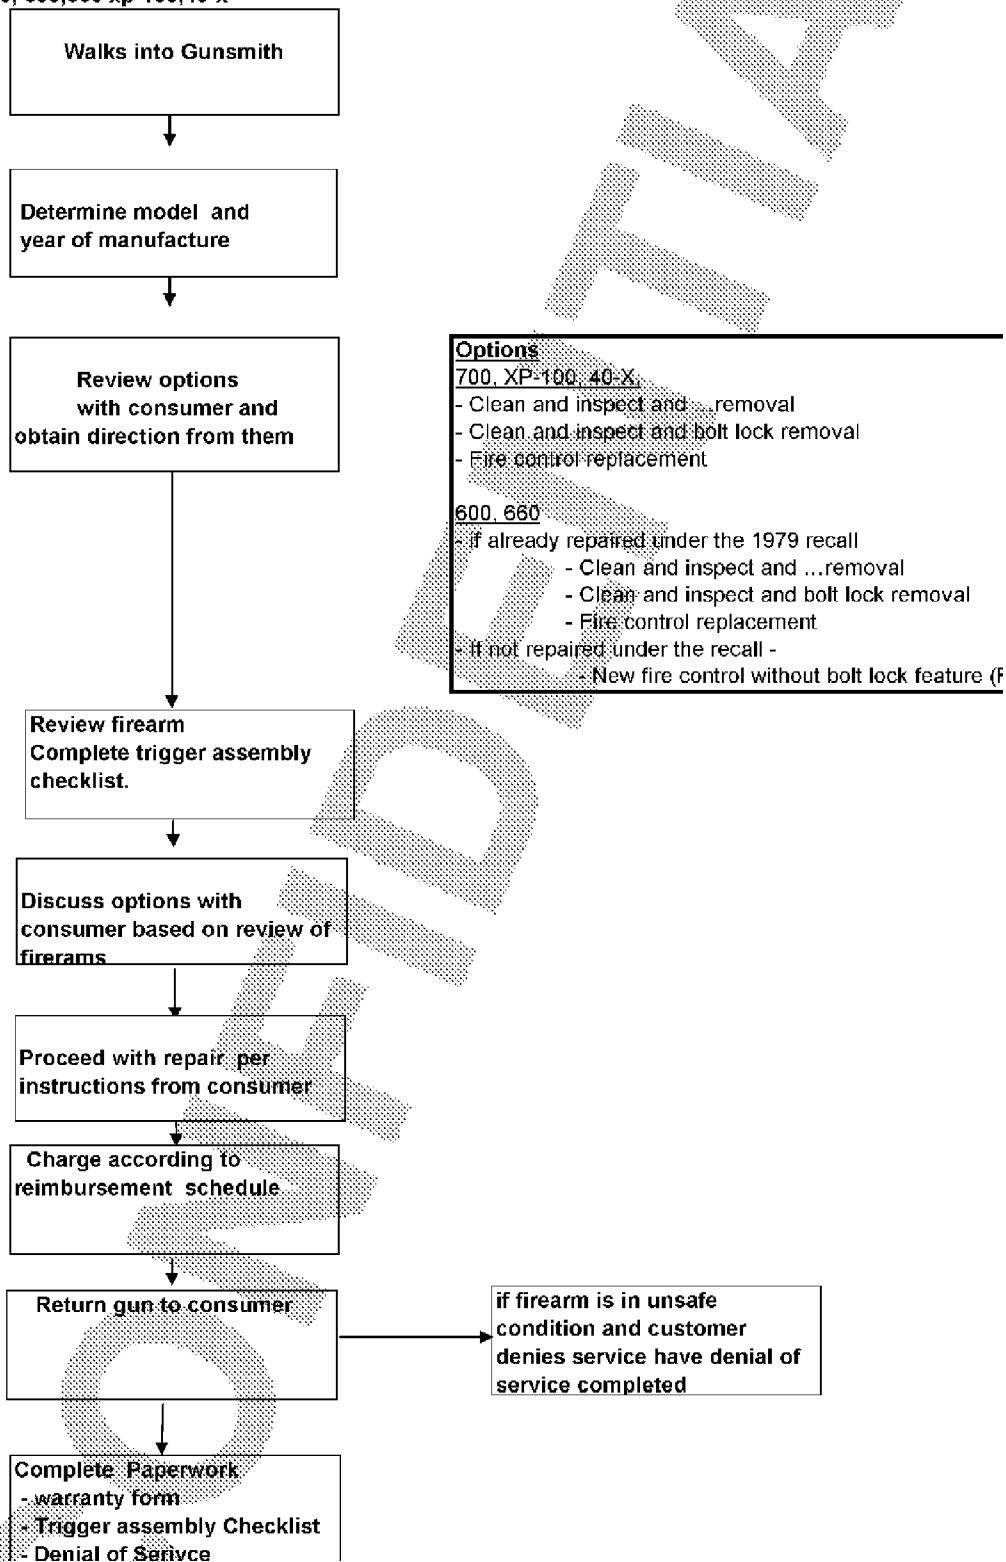 Walks into Gunsmith
Determine model and
year of manufacture
Review options
with consumer and
obtain direction from them
Options
700, XP-100, 40-X,
- Clean and inspect and ...removal
- Clean and inspect and bolt lock removal
- Fire control replacement
600, 660
- if already repaired under the 1979 recall
- Clean and inspect and ...removal
- Clean and inspect and bolt lock removal
- Fire control replacement
- If not repaired under the recall -
- New fire control without bolt lock feature (F
Review firearm
Complete trigger assembly
checklist.
Discuss options with
consumer based on review of
firerams
Proceed with repair per
instructions from consumer
Charge according to
reimbursement schedule
Return gun to consumer
if firearm is in unsafe
condition and customer
denies service have denial of
service completed
Complete Paperwork
- warranty form
- Trigger assembly Checklist
- Denial of Serivce